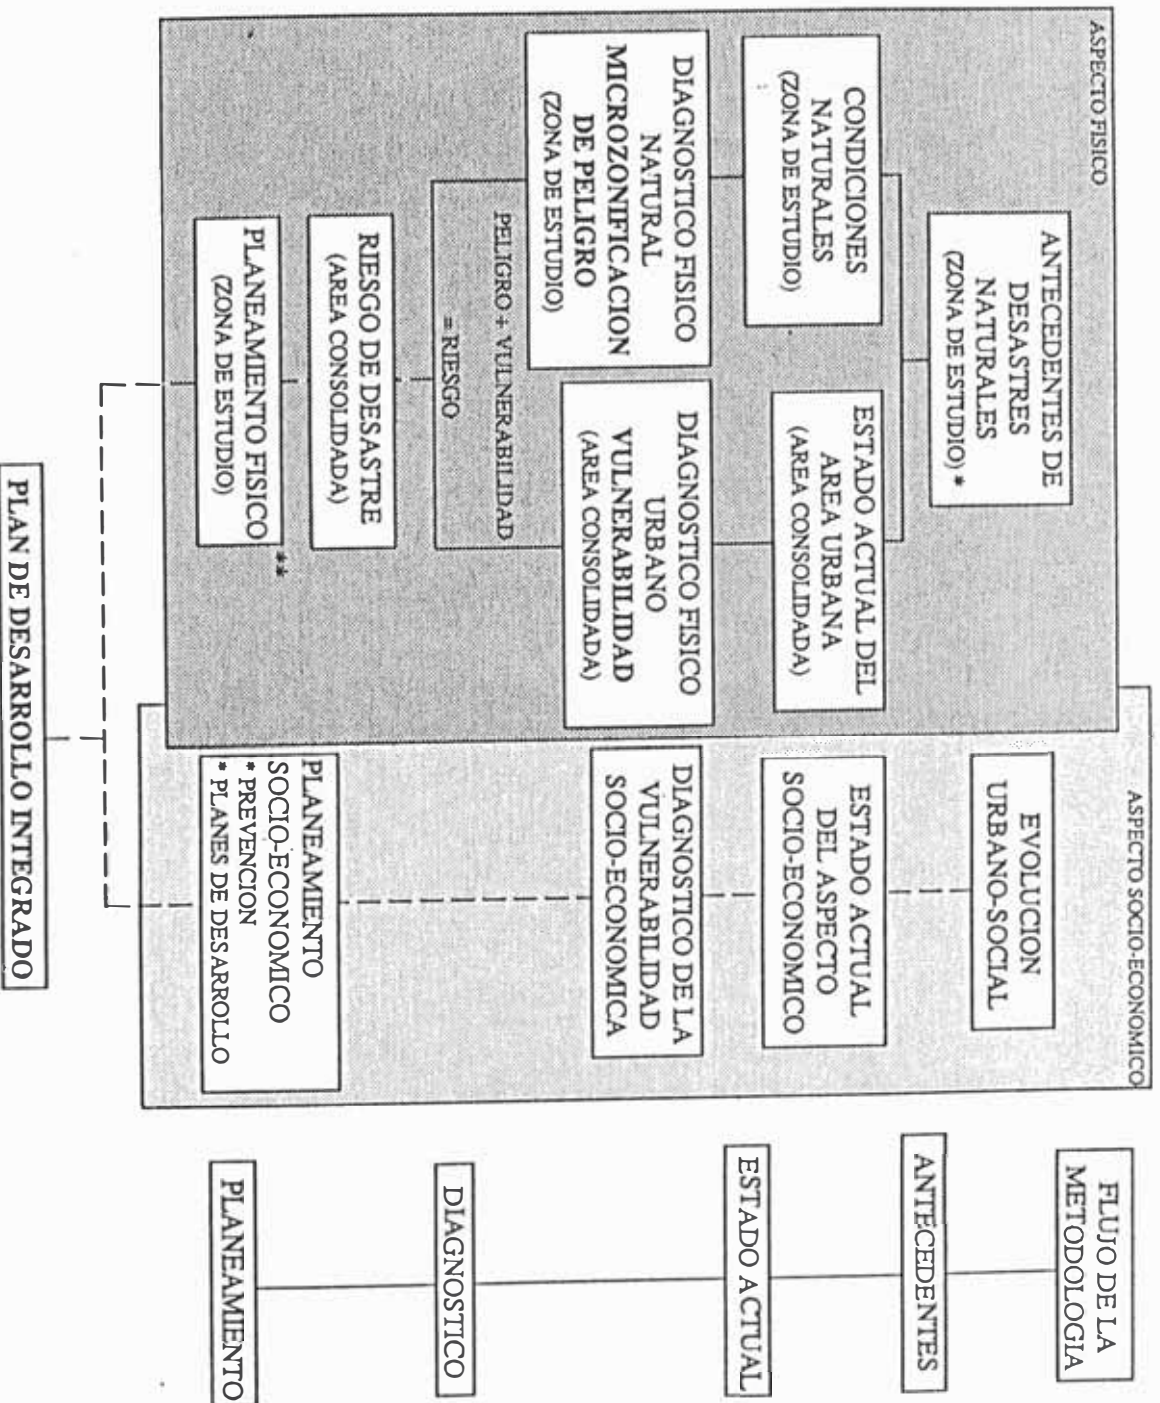 ASPECTO FISICO
ANTECEDENTES DE
DESASTRES
NATURALES
(ZONA DE ESTUDIO) *
CONDICIONES
NATURALES
(ZONA DE ESTUDIO)
ESTADO ACTUAL DEL
AREA URBANA
(AREA CONSOLIDADA)
DIAGNOSTICO FISICO
NATURAL
MICROZONIFICACION
DE PELIGRO
(ZONA DE ESTUDIO)
DIAGNOSTICO FISICO
URBANO
VULNERABILIDAD
(AREA CONSOLIDADA)
PELIGRO + VULNERABILIDAD
= RIESGO
RIESGO DE DESASTRE
(AREA CONSOLIDADA)
PLANEAMIENTO FISICO **
(ZONA DE ESTUDIO)
ASPECTO SOCIO-ECONOMICO
EVOLUCION
URBANO-SOCIAL
ESTADO ACTUAL
DEL ASPECTO
SOCIO-ECONOMICO
DIAGNOSTICO DE LA
VULNERABILIDAD
SOCIO-ECONOMICA
PLANEAMIENTO
SOCIO-ECONOMICO
* PREVENCION
* PLANES DE DESARROLLO
PLAN DE DESARROLLO INTEGRADO
FLUJO DE LA
METODOLOGIA
ANTECEDENTES
ESTADO ACTUAL
DIAGNOSTICO
PLANEAMIENTO